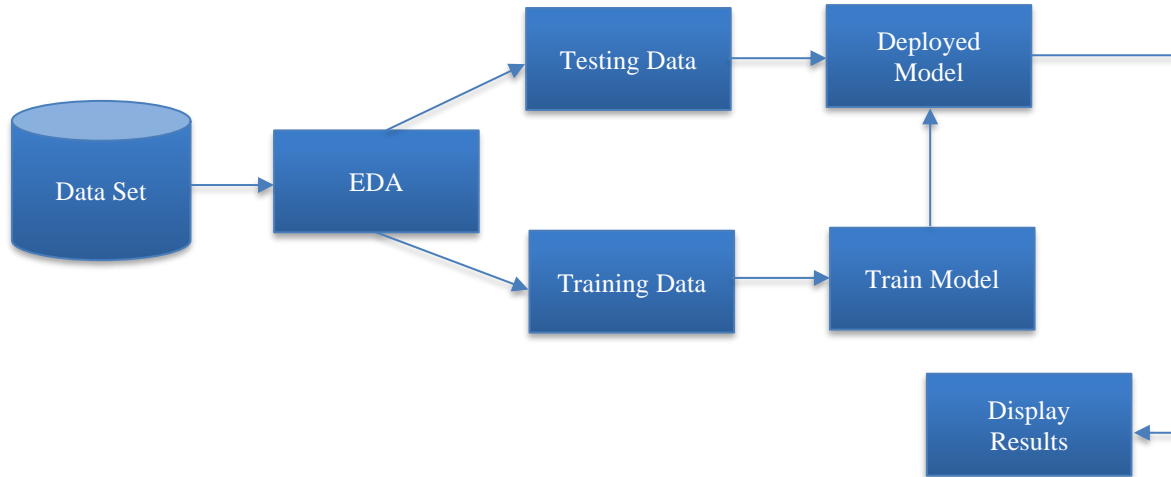 Data Set
EDA
Testing Data
Training Data
Deployed
Model
Train Model
Display
Results